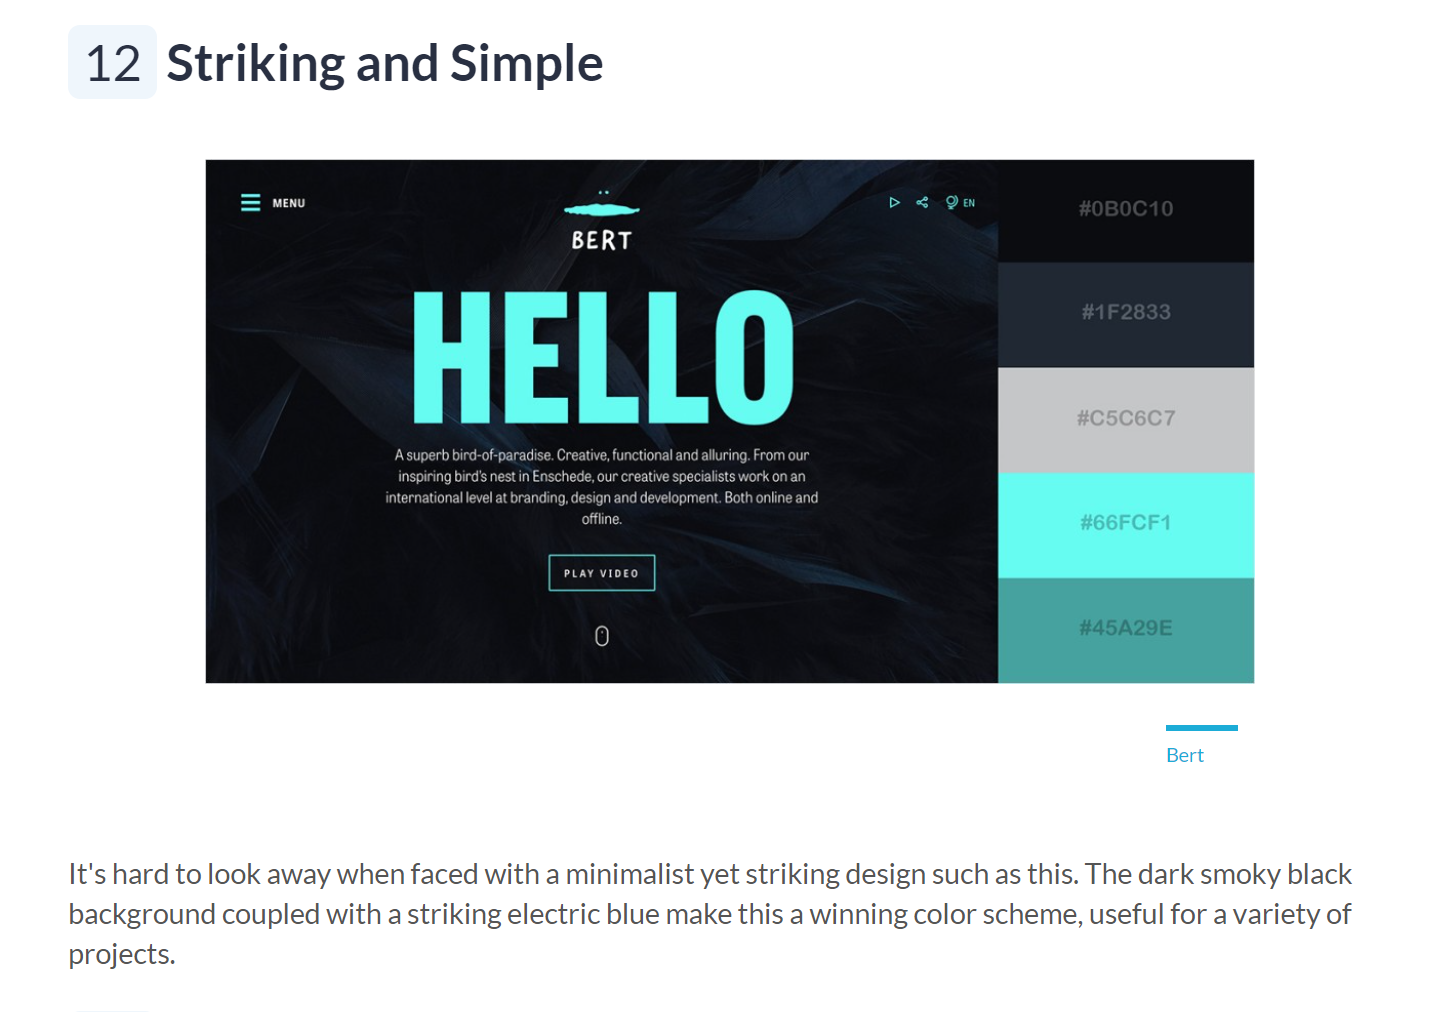 12 Striking and Simple
MENU
BERT
EN
HELLO
A superb bird-of-paradise. Creative, functional and alluring. From our
inspiring bird's nest in Enschede, our creative specialists work on an
international level at branding, design and development. Both online and
offline.
PLAY VIDEO
#0B0C10
#1F2833
#C5C6C7
#66FCF1
#45A29E
Bert
It's hard to look away when faced with a minimalist yet striking design such as this. The dark smoky black
background coupled with a striking electric blue make this a winning color scheme, useful for a variety of
projects.